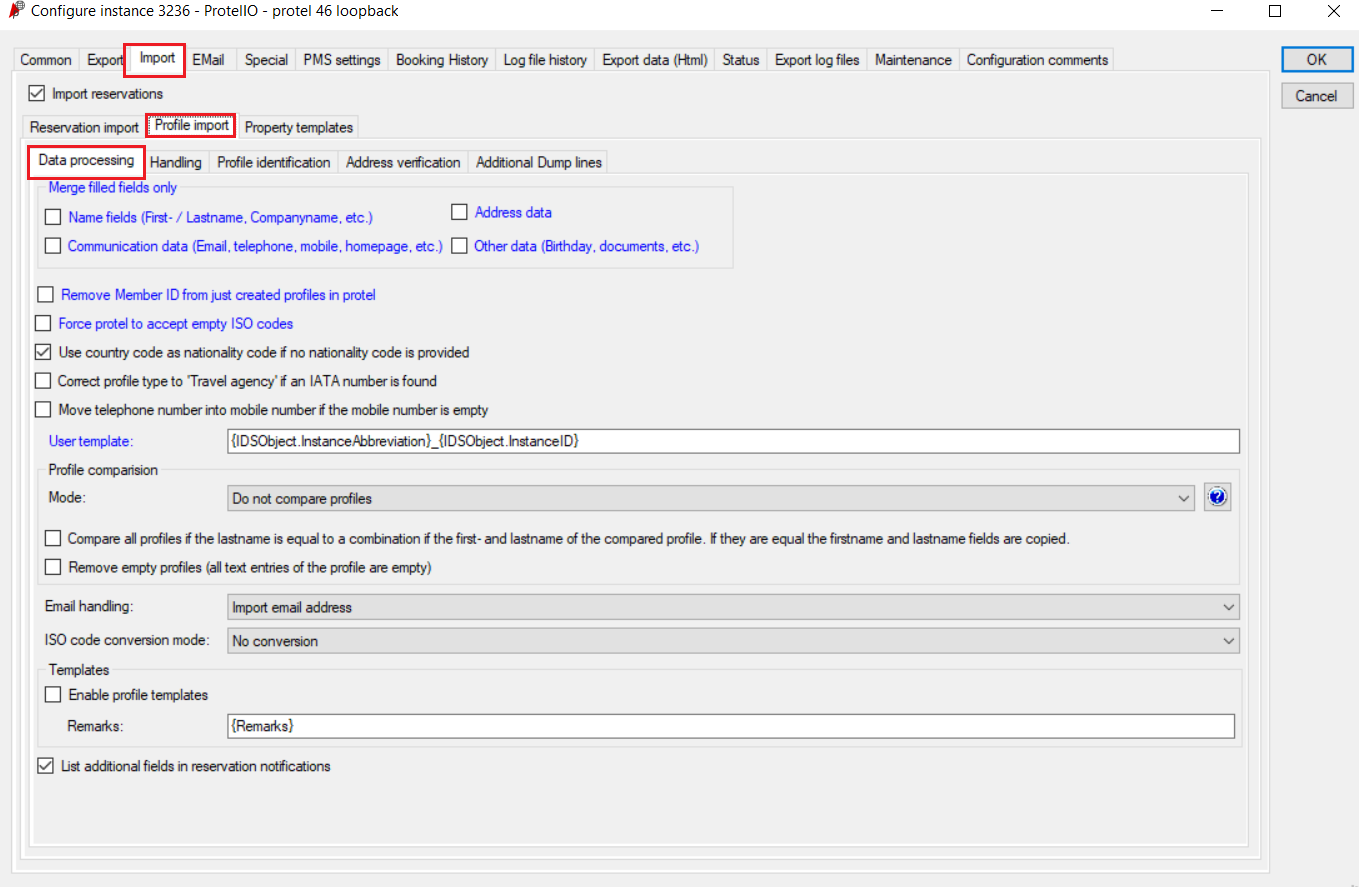 Configure instance 3236 - ProtelIO - protel 46 loopback
Common Export Import EMail Special PMS settings Booking History Log file history Export data (Html) Status Export log files Maintenance Configuration comments
OK
Cancel
Import reservations
Reservation import Profile import Property templates
Data processing Handling Profile identification Address verification Additional Dump lines
Merge filled fields only
Name fields (First- / Lastname, Companyname, etc.) Address data
Communication data (Email, telephone, mobile, homepage, etc.) Other data (Birthday, documents, etc.)
Remove Member ID from just created profiles in protel
Force protel to accept empty ISO codes
Use country code as nationality code if no nationality code is provided
Correct profile type to 'Travel agency' if an IATA number is found
Move telephone number into mobile number if the mobile number is empty
User template: {IDSObject.InstanceAbbreviation}_{IDSObject.InstanceID}
Profile comparision
Mode: Do not compare profiles ?
Compare all profiles if the lastname is equal to a combination if the first- and lastname of the compared profile. If they are equal the firstname and lastname fields are copied.
Remove empty profiles (all text entries of the profile are empty)
Email handling: Import email address
ISO code conversion mode: No conversion
Templates
Enable profile templates
Remarks: {Remarks}
List additional fields in reservation notifications